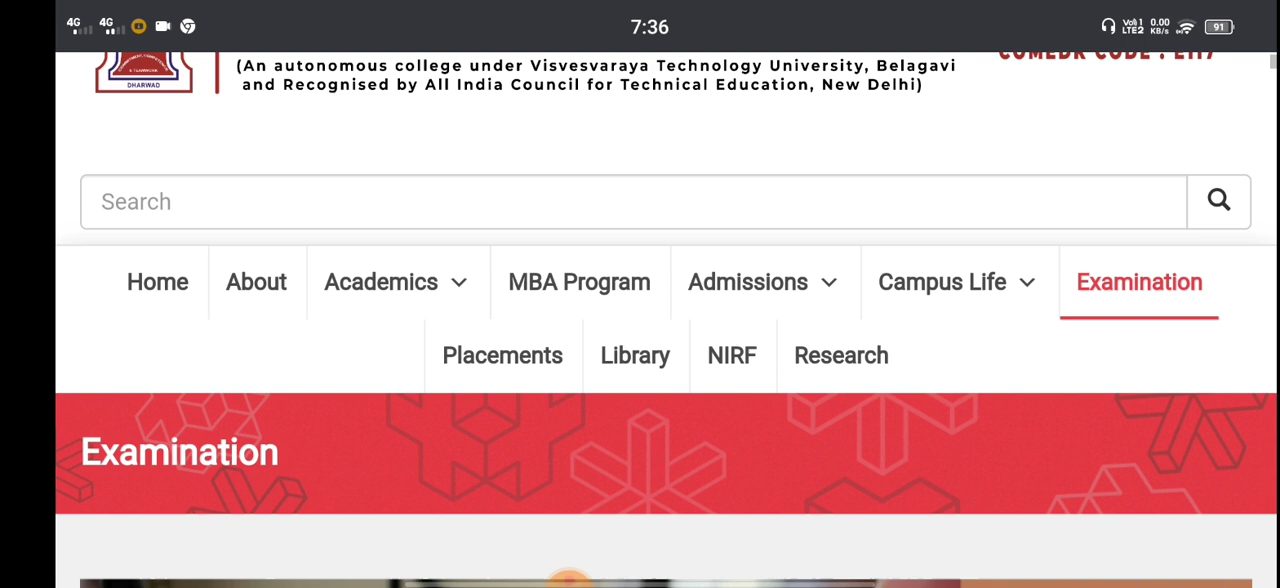 4G 4G 7:36 Vo) 1 LTE2 0.00 KB/s 91
DHARWAD
(An autonomous college under Visvesvaraya Technology University, Belagavi
and Recognised by All India Council for Technical Education, New Delhi)
Search
Home About Academics MBA Program Admissions Campus Life Examination
Placements Library NIRF Research
Examination